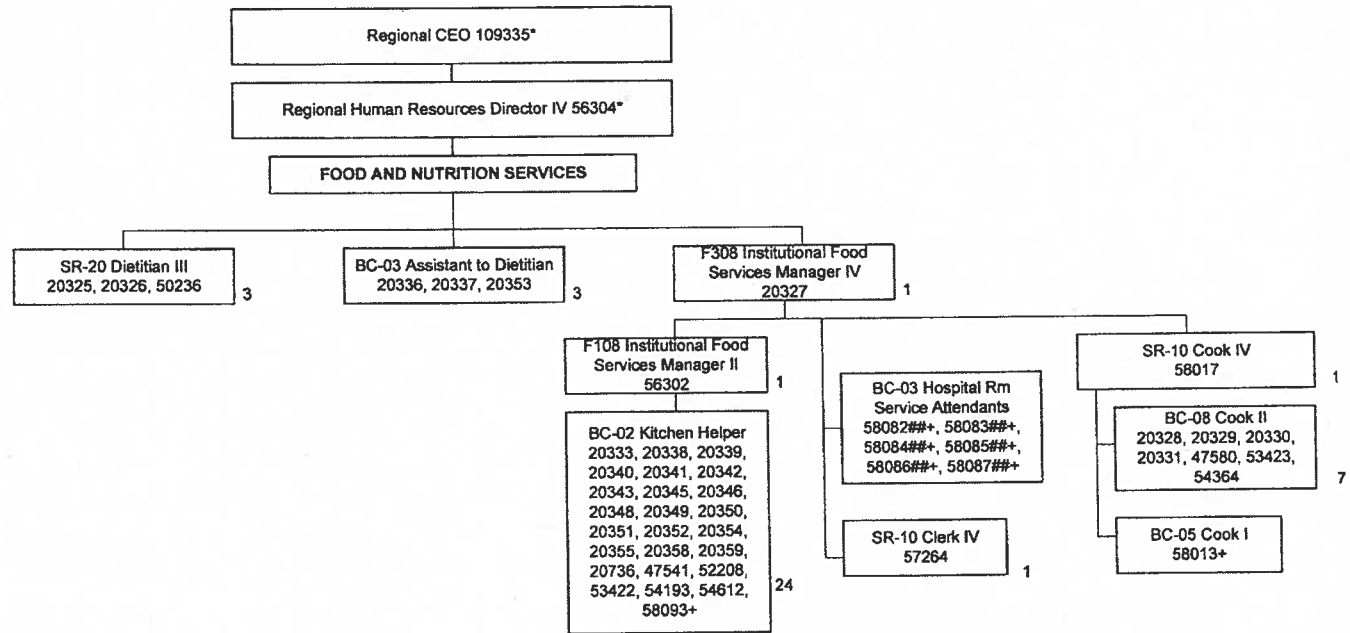 Regional CEO 109335*
Regional Human Resources Director IV 56304*
FOOD AND NUTRITION SERVICES
SR-20 Dietitian III
20325, 20326, 50236
3
BC-03 Assistant to Dietitian
20336, 20337, 20353
3
F308 Institutional Food
Services Manager IV
20327
1
F108 Institutional Food
Services Manager II
56302
1
BC-02 Kitchen Helper
20333, 20338, 20339,
20340, 20341, 20342,
20343, 20345, 20346,
20348, 20349, 20350,
20351, 20352, 20354,
20355, 20358, 20359,
20736, 47541, 52208,
53422, 54193, 54612,
58093+
24
BC-03 Hospital Rm
Service Attendants
58082##+, 58083##+,
58084##+, 58085##+,
58086##+, 58087##+
SR-10 Clerk IV
57264
1
SR-10 Cook IV
58017
1
BC-08 Cook II
20328, 20329, 20330,
20331, 47580, 53423,
54364
7
BC-05 Cook I
58013+